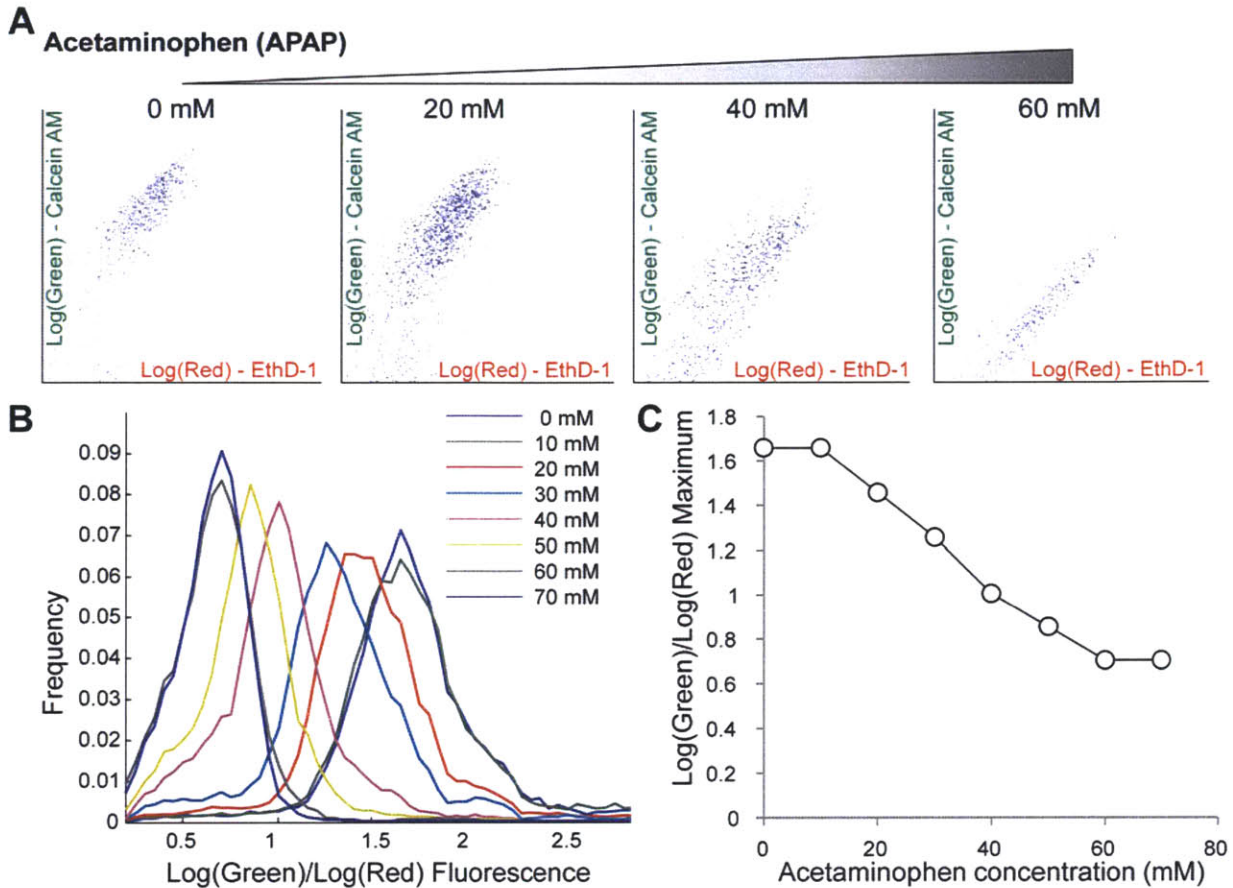 A
Acetaminophen (APAP)
0 mM
20 mM
40 mM
60 mM
Log(Green) - Calcein AM
Log(Red) - EthD-1
Log(Green) - Calcein AM
Log(Red) - EthD-1
Log(Green) - Calcein AM
Log(Red) - EthD-1
Log(Green) - Calcein AM
Log(Red) - EthD-1
B
Frequency
0.09
0.08
0.07
0.06
0.05
0.04
0.03
0.02
0.01
0
0.5
1
1.5
2
2.5
Log(Green)/Log(Red) Fluorescence
0 mM
10 mM
20 mM
30 mM
40 mM
50 mM
60 mM
70 mM
C
Log(Green)/Log(Red) Maximum
1.8
1.6
1.4
1.2
1
0.8
0.6
0.4
0.2
0
0
20
40
60
80
Acetaminophen concentration (mM)